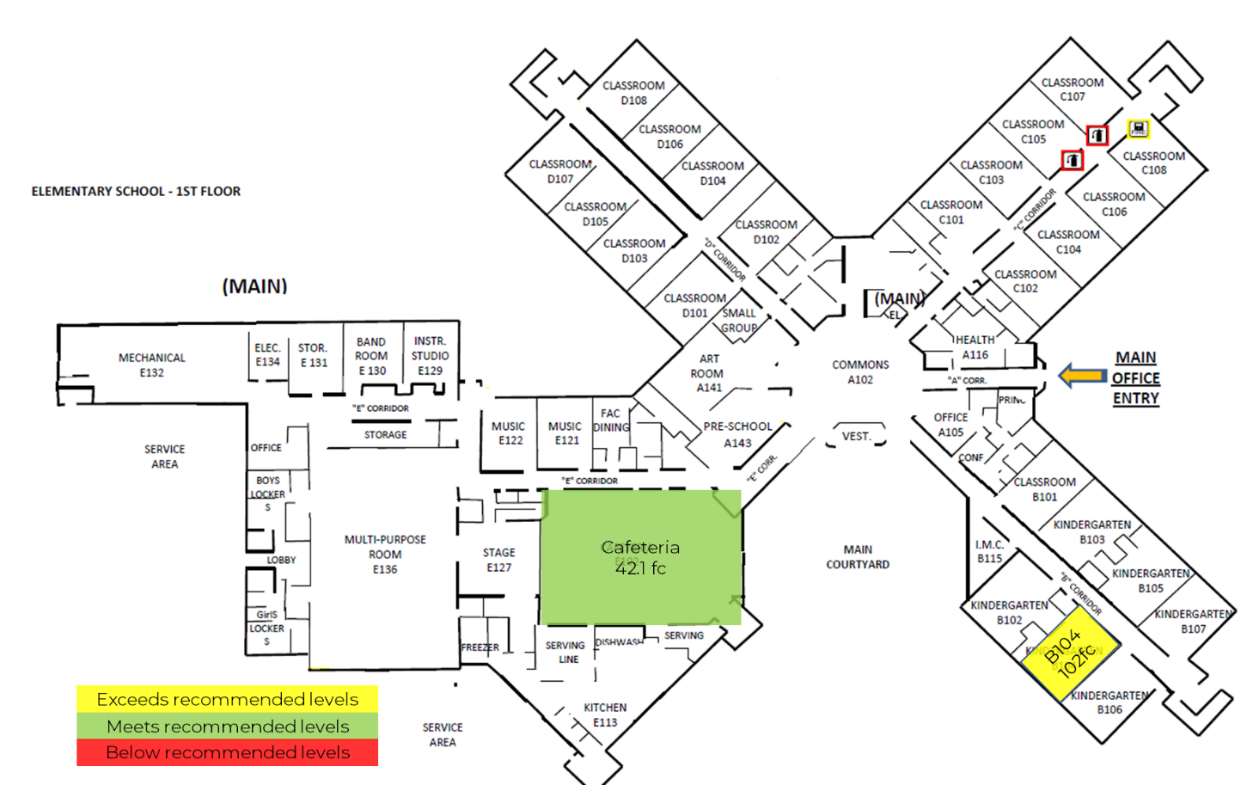 CLASSROOM
D108
CLASSROOM
D106
CLASSROOM
D104
CLASSROOM
D102
CLASSROOM
D107
CLASSROOM
D105
CLASSROOM
D103
CLASSROOM
D101
"D" CORRIDOR
CLASSROOM
C107
CLASSROOM
C105
CLASSROOM
C103
CLASSROOM
C101
CLASSROOM
C108
CLASSROOM
C106
CLASSROOM
C104
CLASSROOM
C102
"C" CORRIDOR
ELEMENTARY SCHOOL - 1ST FLOOR
(MAIN)
(MAIN)
EL
SMALL
GROUP
HEALTH
A116
ART
ROOM
A141
COMMONS
A102
"A" CORR.
MAIN
OFFICE
ENTRY
MECHANICAL
E132
ELEC.
E134
STOR.
E 131
BAND
ROOM
E 130
INSTR.
STUDIO
E129
"E" CORRIDOR
STORAGE
MUSIC
E122
MUSIC
E121
FAC
DINING
PRE-SCHOOL
A143
VEST.
OFFICE
A105
PRINC
CONF
SERVICE
AREA
OFFICE
BOYS
LOCKER
S
LOBBY
GirlS
LOCKER
S
"E" CORRIDOR
"E" CORR.
MULTI-PURPOSE
ROOM
E136
STAGE
E127
Cafeteria
42.1 fc
MAIN
COURTYARD
CLASSROOM
B101
KINDERGARTEN
B103
KINDERGARTEN
B105
KINDERGARTEN
B107
I.M.C.
B115
"B" CORRIDOR
KINDERGARTEN
B102
B104
102fc
KINDERGARTEN
B106
FREEZER
SERVING
LINE
DISHWASH
SERVING
KITCHEN
E113
SERVICE
AREA
Exceeds recommended levels
Meets recommended levels
Below recommended levels